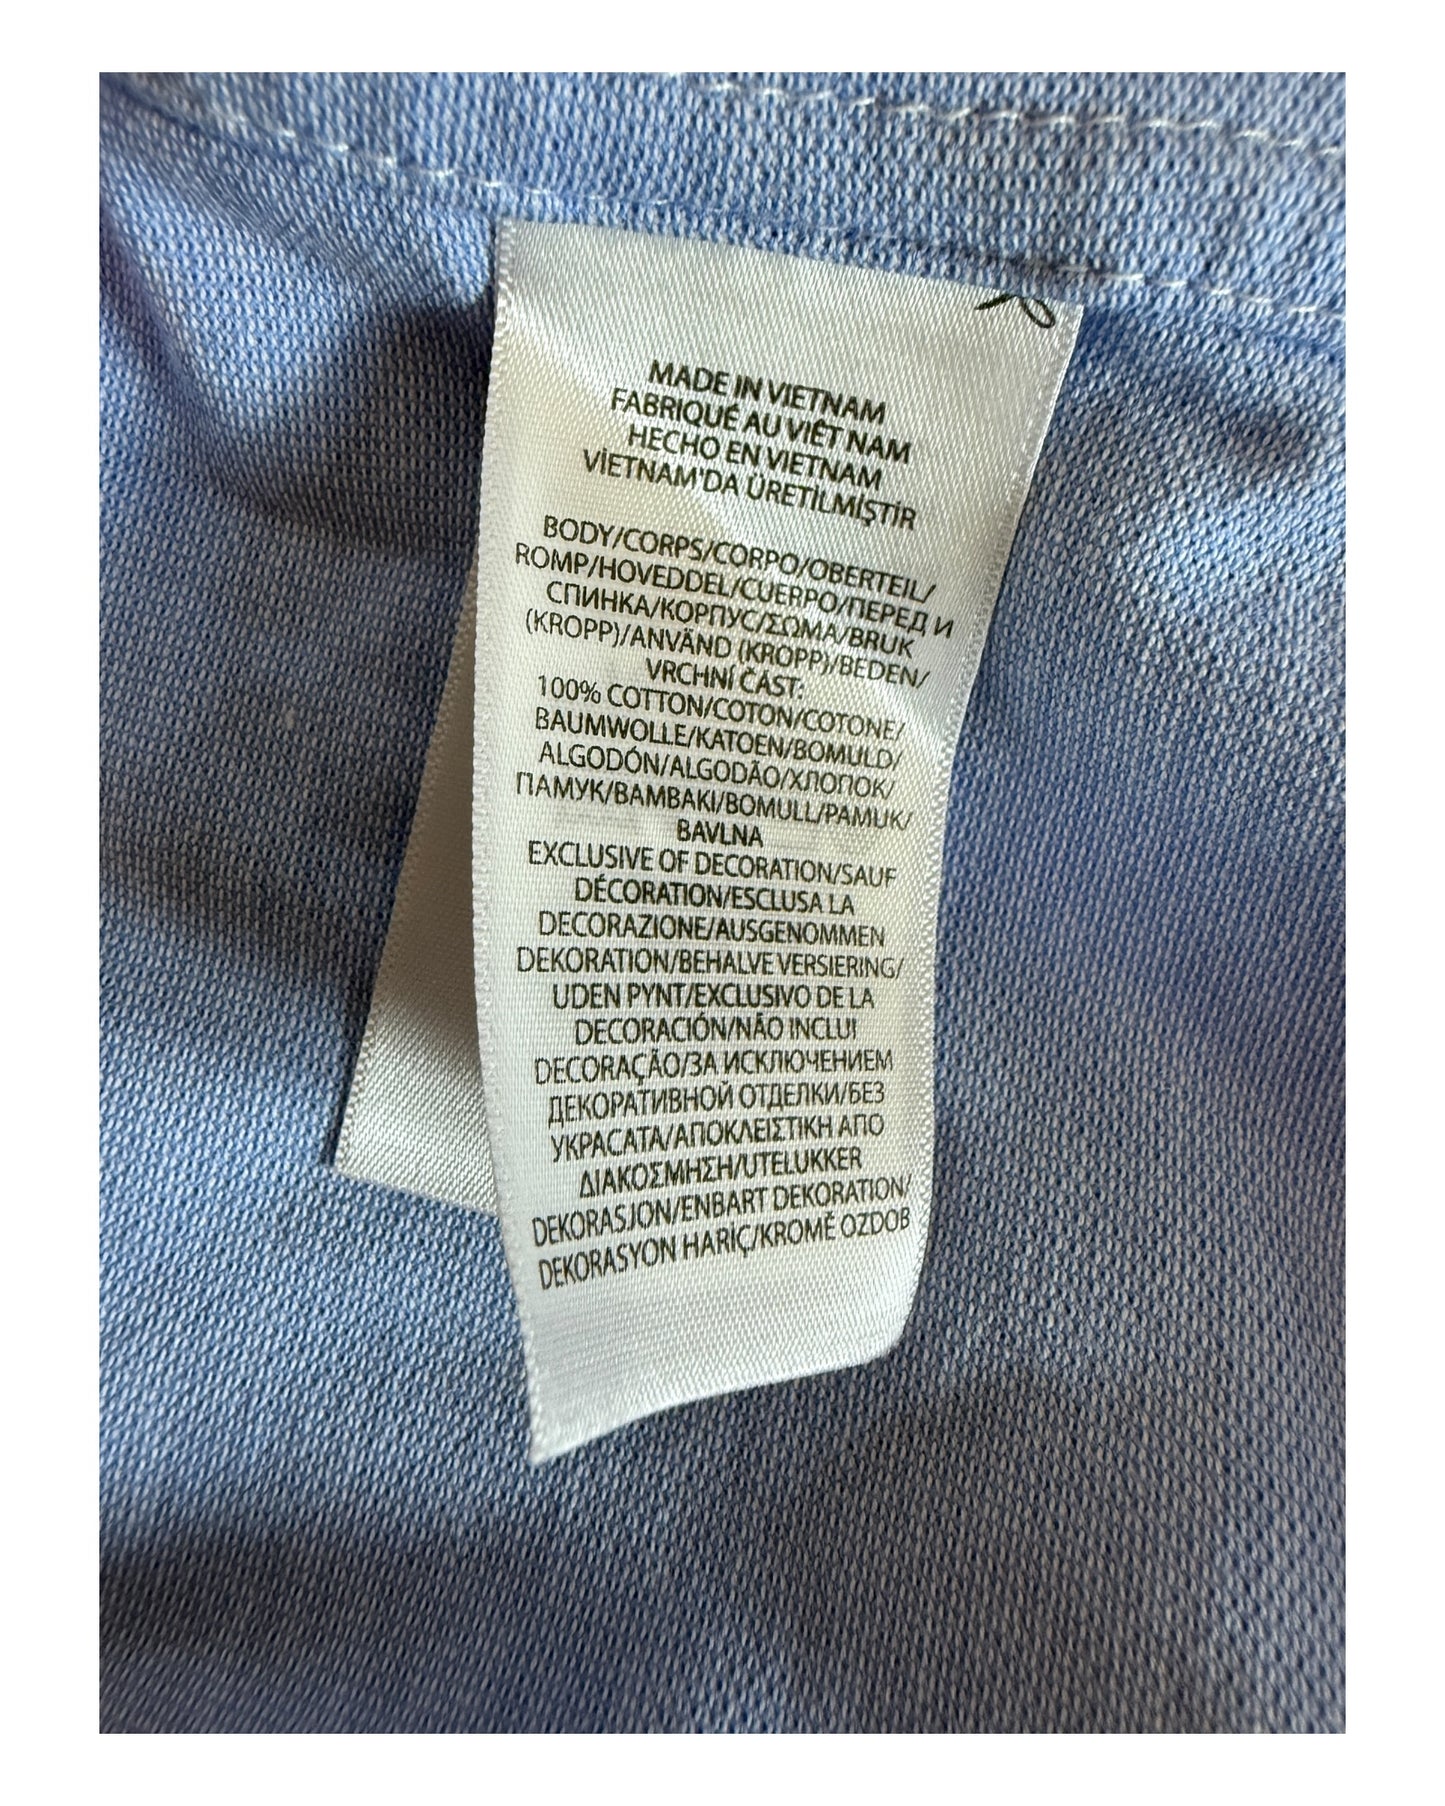 MADE IN VIETNAM
FABRIQUÉ AU VIÊT NAM
HECHO EN VIETNAM
VİETNAM'DA ÜRETİLMİŞTİR
BODY/CORPS/CORPO/OBERTEIL/
ROMP/HOVEDDEL/CUERPO/ПЕРЕД И
СПИНКА/КОРПУС/ΣΩΜΑ/BRUK
(KROPP)/ANVÄND (KROPP)/BEDEN/
VRCHNÍ ČÁST:
100% COTTON/COTON/COTONE/
BAUMWOLLE/KATOEN/BOMULD/
ALGODÓN/ALGODÃO/ХЛОПОК/
ПАМУК/BAMBAKI/BOMULL/PAMUK/
BAVLNA
EXCLUSIVE OF DECORATION/SAUF
DÉCORATION/ESCLUSA LA
DECORAZIONE/AUSGENOMMEN
DEKORATION/BEHALVE VERSIERING/
UDEN PYNT/EXCLUSIVO DE LA
DECORACIÓN/NÃO INCLUI
DECORAÇÃO/ЗА ИСКЛЮЧЕНИЕМ
ДЕКОРАТИВНОЙ ОТДЕЛКИ/БЕЗ
УКРАСАТА/ΑΠΟΚΛΕΙΣΤΙΚΗ ΑΠΟ
ΔΙΑΚΟΣΜΗΣΗ/UTELUKKER
DEKORASJON/ENBART DEKORATION/
DEKORASYON HARİÇ/KROMĚ OZDOB